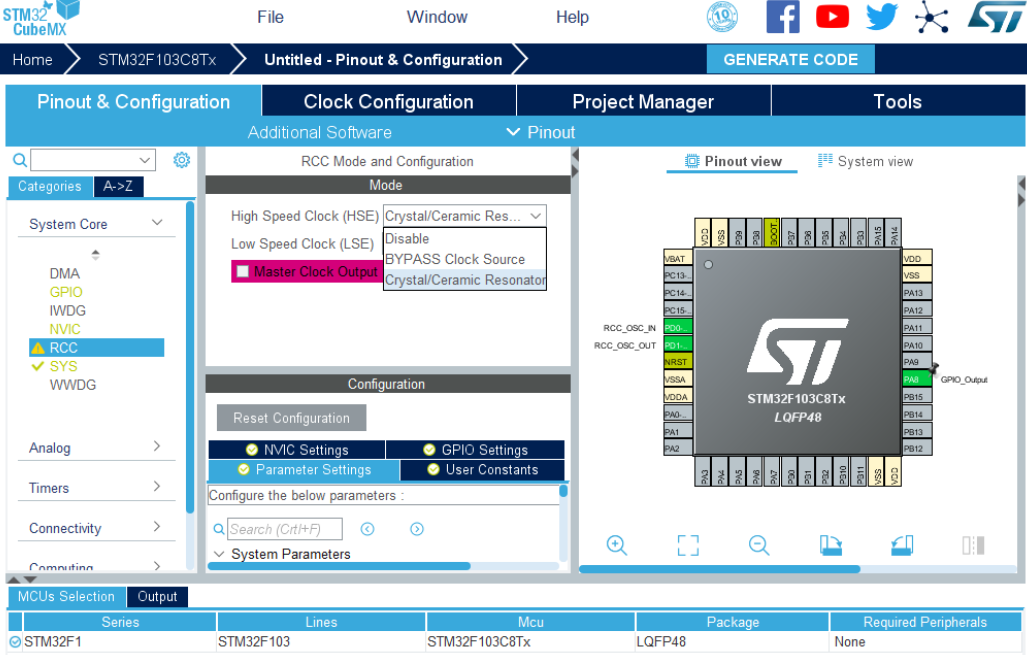 STM32
CubeMX
File
Window
Help
10
Home
STM32F103C8Tx
Untitled - Pinout & Configuration
GENERATE CODE
Pinout & Configuration
Clock Configuration
Project Manager
Tools
Additional Software
Pinout
Categories
A->Z
System Core
DMA
GPIO
IWDG
NVIC
RCC
SYS
WWDG
Analog
Timers
Connectivity
Computing
RCC Mode and Configuration
Mode
High Speed Clock (HSE)
Crystal/Ceramic Res...
Low Speed Clock (LSE)
Disable
BYPASS Clock Source
Crystal/Ceramic Resonator
Master Clock Output
Configuration
Reset Configuration
NVIC Settings
GPIO Settings
Parameter Settings
User Constants
Configure the below parameters :
Search (Crtl+F)
System Parameters
Pinout view
System view
VDD
VSS
PB9
PB8
BOOT
PB7
PB6
PB5
PB4
PB3
PA15
PA14
VBAT
PC13-..
PC14-..
PC15-..
RCC_OSC_IN
PD0-..
RCC_OSC_OUT
PD1-..
NRST
VSSA
VDDA
PA0-..
PA1
PA2
STM32F103C8Tx
LQFP48
VDD
VSS
PA13
PA12
PA11
PA10
PA9
PA8
GPIO_Output
PB15
PB14
PB13
PB12
PA3
PA4
PA5
PA6
PA7
PB0
PB1
PB2
PB10
PB11
VSS
VDD
MCUs Selection
Output
Series
Lines
Mcu
Package
Required Peripherals
STM32F1
STM32F103
STM32F103C8Tx
LQFP48
None